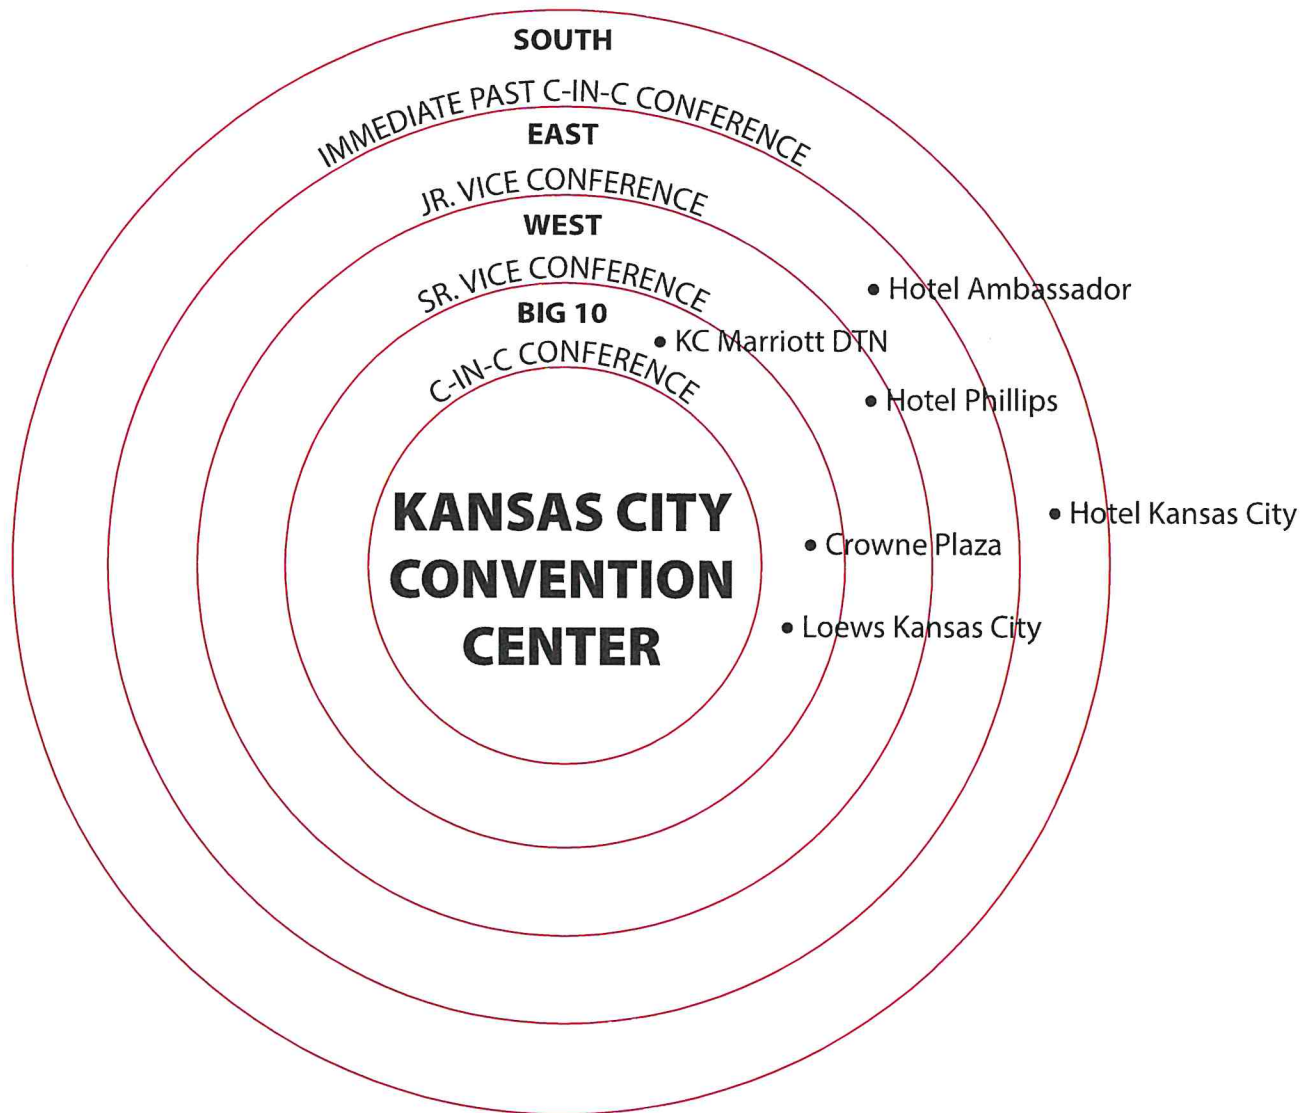 SOUTH
IMMEDIATE PAST C-IN-C CONFERENCE
EAST
JR. VICE CONFERENCE
WEST
SR. VICE CONFERENCE
BIG 10
C-IN-C CONFERENCE
• Hotel Ambassador
• KC Marriott DTN
• Hotel Phillips
KANSAS CITY
CONVENTION
CENTER
• Hotel Kansas City
• Crowne Plaza
• Loews Kansas City